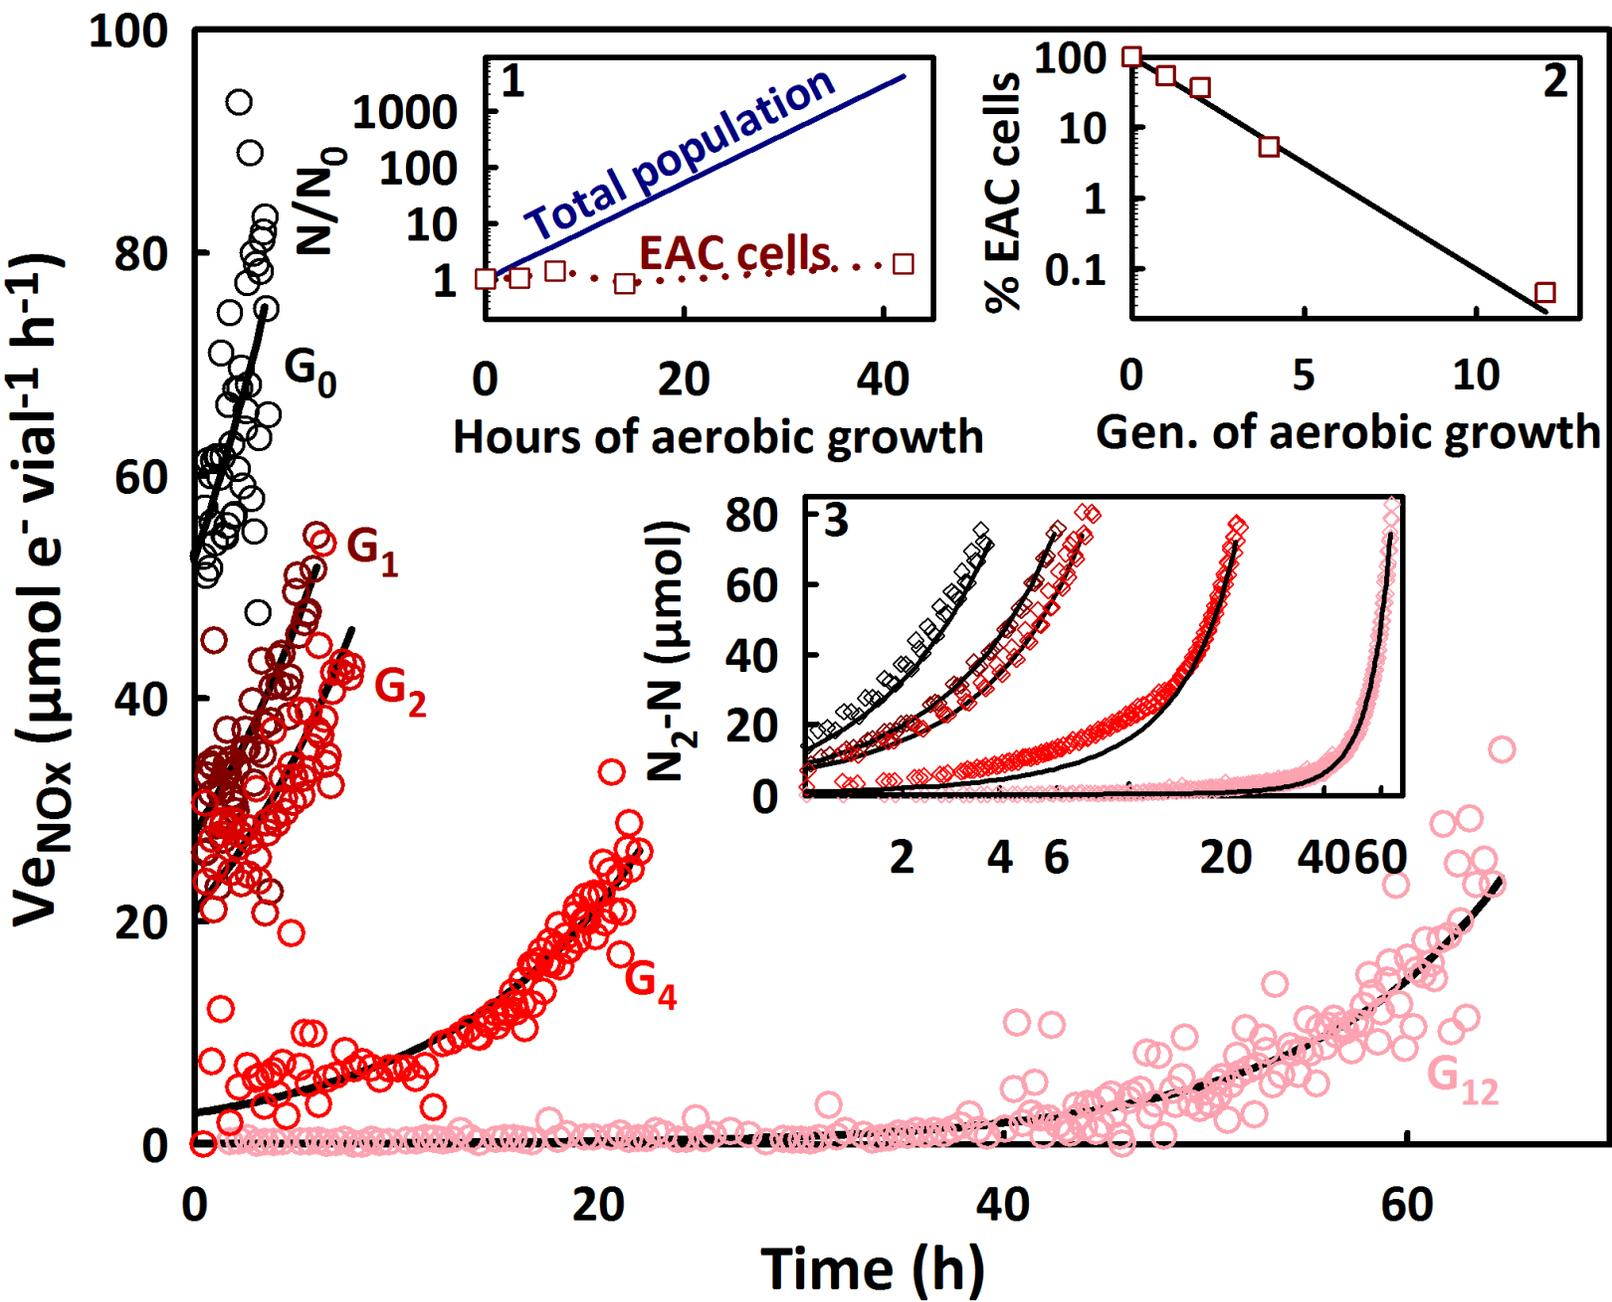 100
80
60
40
20
0
Ve_NOx (µmol e⁻ vial⁻¹ h⁻¹)
0
20
40
60
Time (h)
G₀
G₁
G₂
G₄
G₁₂
1
N/N₀
1000
100
10
1
Total population
EAC cells
0
20
40
Hours of aerobic growth
2
% EAC cells
100
10
1
0.1
0
5
10
Gen. of aerobic growth
3
N₂-N (µmol)
80
60
40
20
0
2
4
6
20
40
60